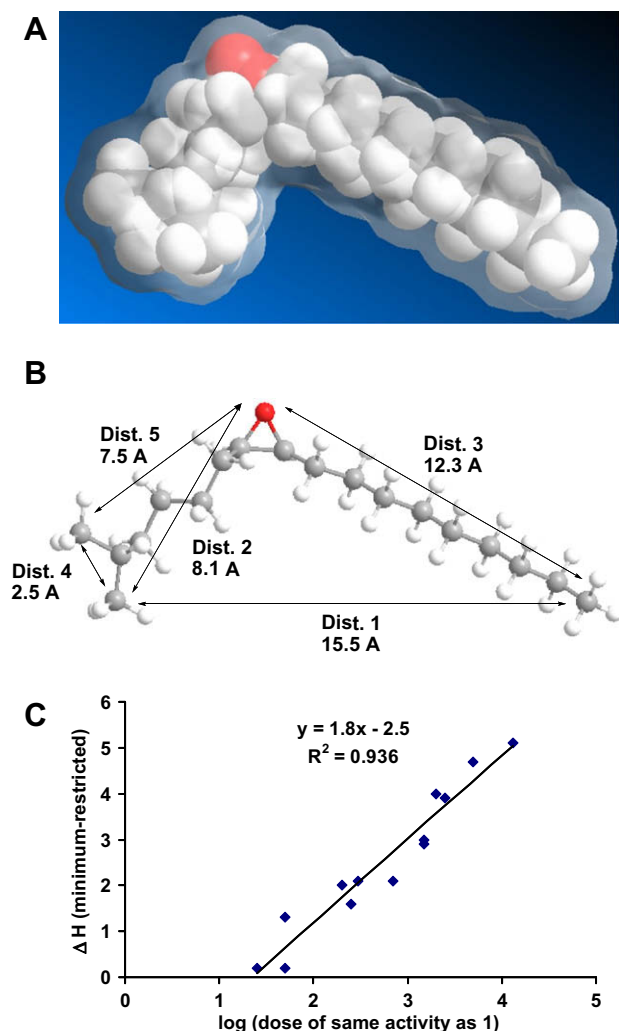 A
B
Dist. 5
7.5 A
Dist. 3
12.3 A
Dist. 2
8.1 A
Dist. 4
2.5 A
Dist. 1
15.5 A
C
y = 1.8x - 2.5
R² = 0.936
Δ H (minimum-restricted)
6
5
4
3
2
1
0
0 1 2 3 4 5
log (dose of same activity as 1)